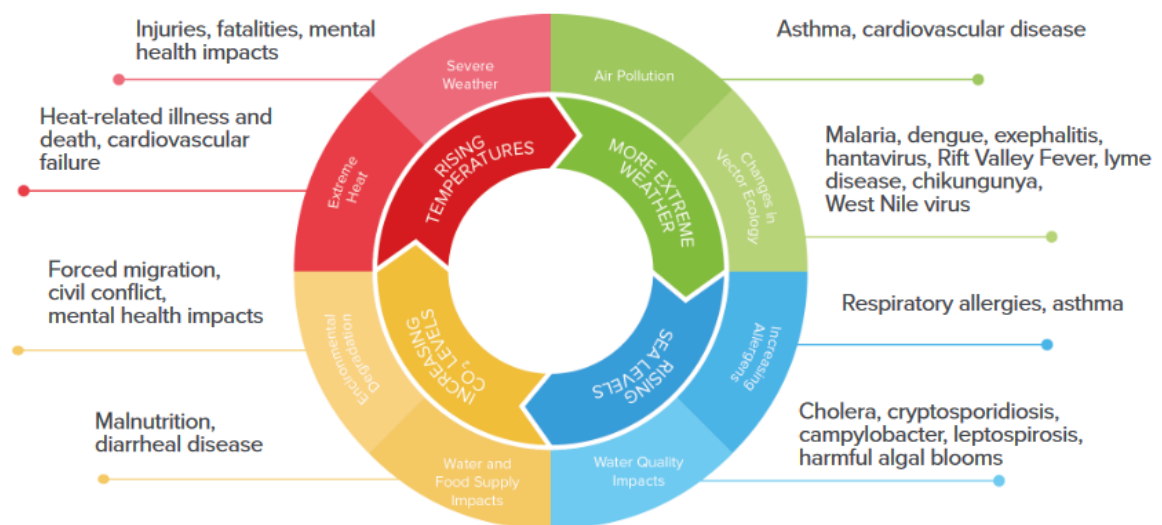 Injuries, fatalities, mental
health impacts
Severe
Weather
Air Pollution
Asthma, cardiovascular disease
Heat-related illness and
death, cardiovascular
failure
Extreme
Heat
RISING
TEMPERATURES
MORE EXTREME
WEATHER
Changes in
Vector Ecology
Malaria, dengue, exephalitis,
hantavirus, Rift Valley Fever, lyme
disease, chikungunya,
West Nile virus
Forced migration,
civil conflict,
mental health impacts
Encironmental
Degradation
INCREASING
CO₂ LEVELS
RISING
SEA LEVELS
Increasing
Allergens
Respiratory allergies, asthma
Malnutrition,
diarrheal disease
Water and
Food Supply
Impacts
Water Quality
Impacts
Cholera, cryptosporidiosis,
campylobacter, leptospirosis,
harmful algal blooms